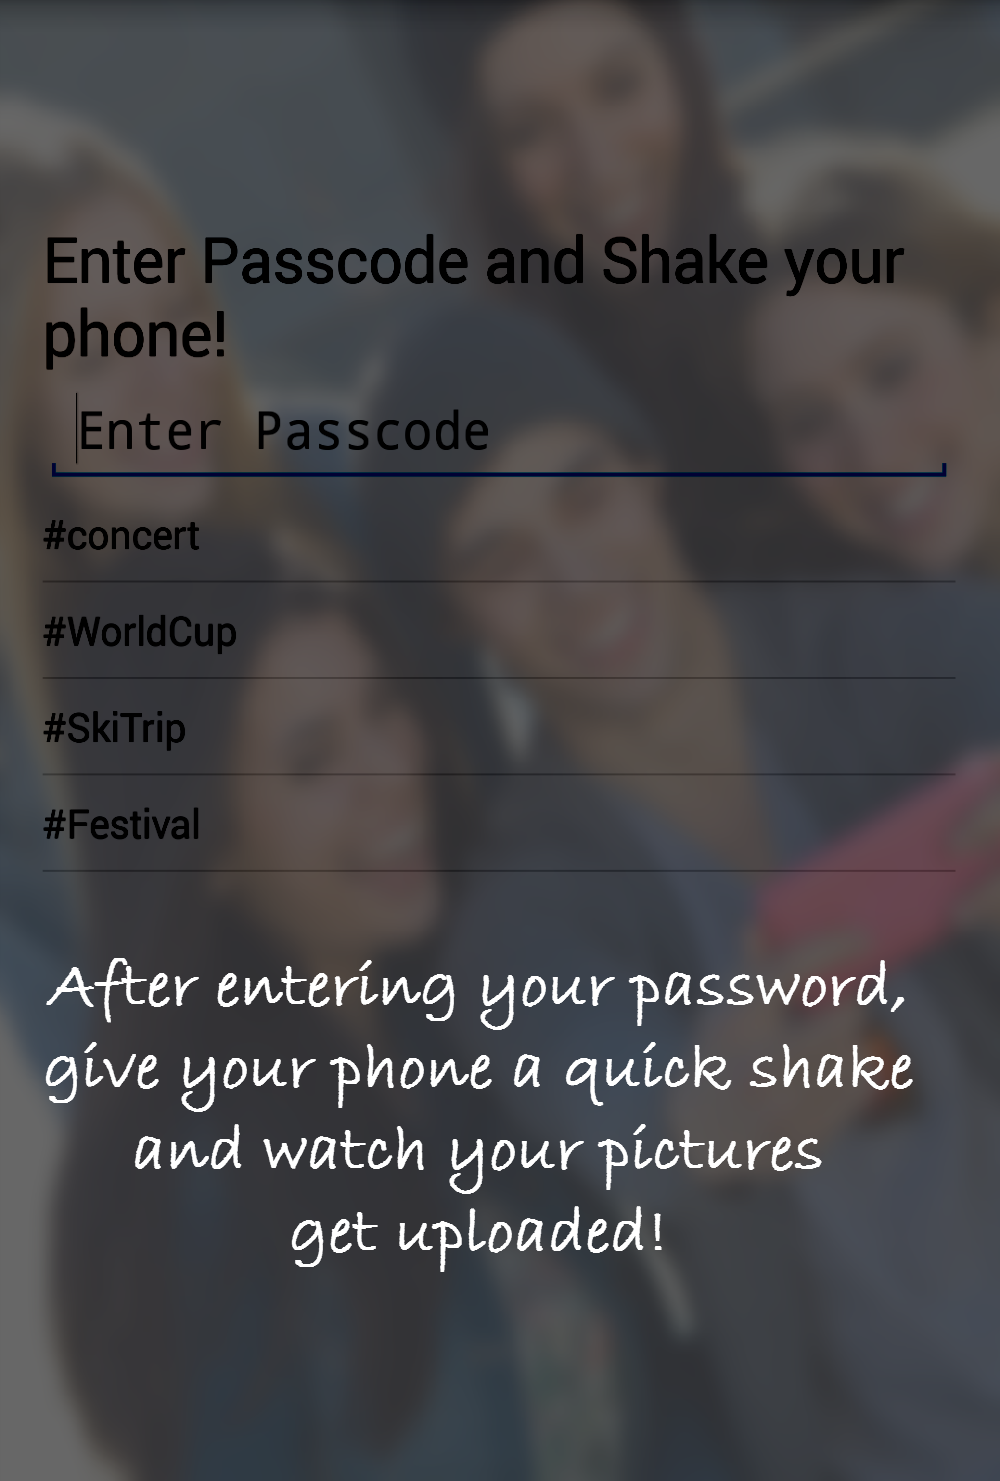 Enter Passcode and Shake your
phone!
Enter Passcode
#concert
#WorldCup
#SkiTrip
#Festival
After entering your password,
give your phone a quick shake
and watch your pictures
get uploaded!